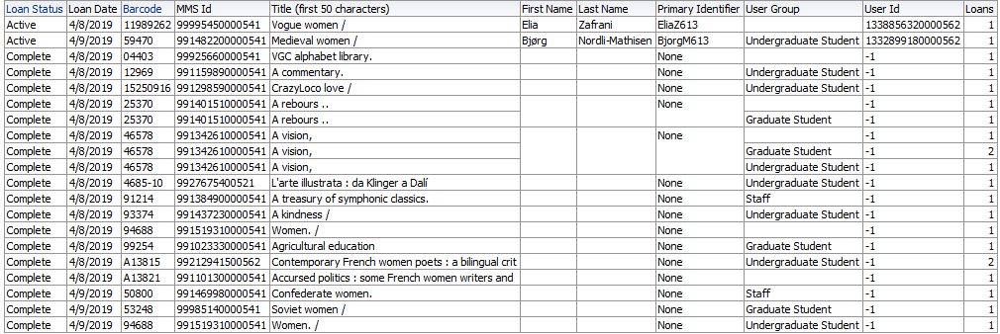 Loan Status Loan Date Barcode MMS Id Title (first 50 characters) First Name Last Name Primary Identifier User Group User Id Loans
Active 4/8/2019 11989262 99995450000541 Vogue women / Elia Zafrani EliaZ613 1338856320000562 1
Active 4/9/2019 59470 991482200000541 Medieval women / Bjørg Nordli-Mathisen BjorgM613 Undergraduate Student 1332899180000562 1
Complete 4/8/2019 04403 99925660000541 VGC alphabet library. None -1 1
Complete 4/8/2019 12969 991159890000541 A commentary. None Undergraduate Student -1 1
Complete 4/8/2019 15250916 991298590000541 CrazyLoco love / None Undergraduate Student -1 1
Complete 4/8/2019 25370 991401510000541 A rebours .. None -1 1
Complete 4/8/2019 25370 991401510000541 A rebours .. Graduate Student -1 1
Complete 4/8/2019 46578 991342610000541 A vision, None -1 1
Complete 4/8/2019 46578 991342610000541 A vision, Graduate Student -1 2
Complete 4/8/2019 46578 991342610000541 A vision, Undergraduate Student -1 1
Complete 4/8/2019 4685-10 9927675400521 L'arte illustrata : da Klinger a Dalí None Undergraduate Student -1 1
Complete 4/8/2019 91214 991384900000541 A treasury of symphonic classics. None Staff -1 1
Complete 4/8/2019 93374 991437230000541 A kindness / None Undergraduate Student -1 1
Complete 4/8/2019 94688 991519310000541 Women. / None -1 1
Complete 4/8/2019 99254 991023330000541 Agricultural education None Graduate Student -1 1
Complete 4/8/2019 A13815 99212941500562 Contemporary French women poets : a bilingual crit None Undergraduate Student -1 2
Complete 4/8/2019 A13821 991101300000541 Accursed politics : some French women writers and None -1 1
Complete 4/9/2019 50800 991469980000541 Confederate women. None Staff -1 1
Complete 4/9/2019 53248 99985140000541 Soviet women / None Graduate Student -1 1
Complete 4/9/2019 94688 991519310000541 Women. / None Undergraduate Student -1 1